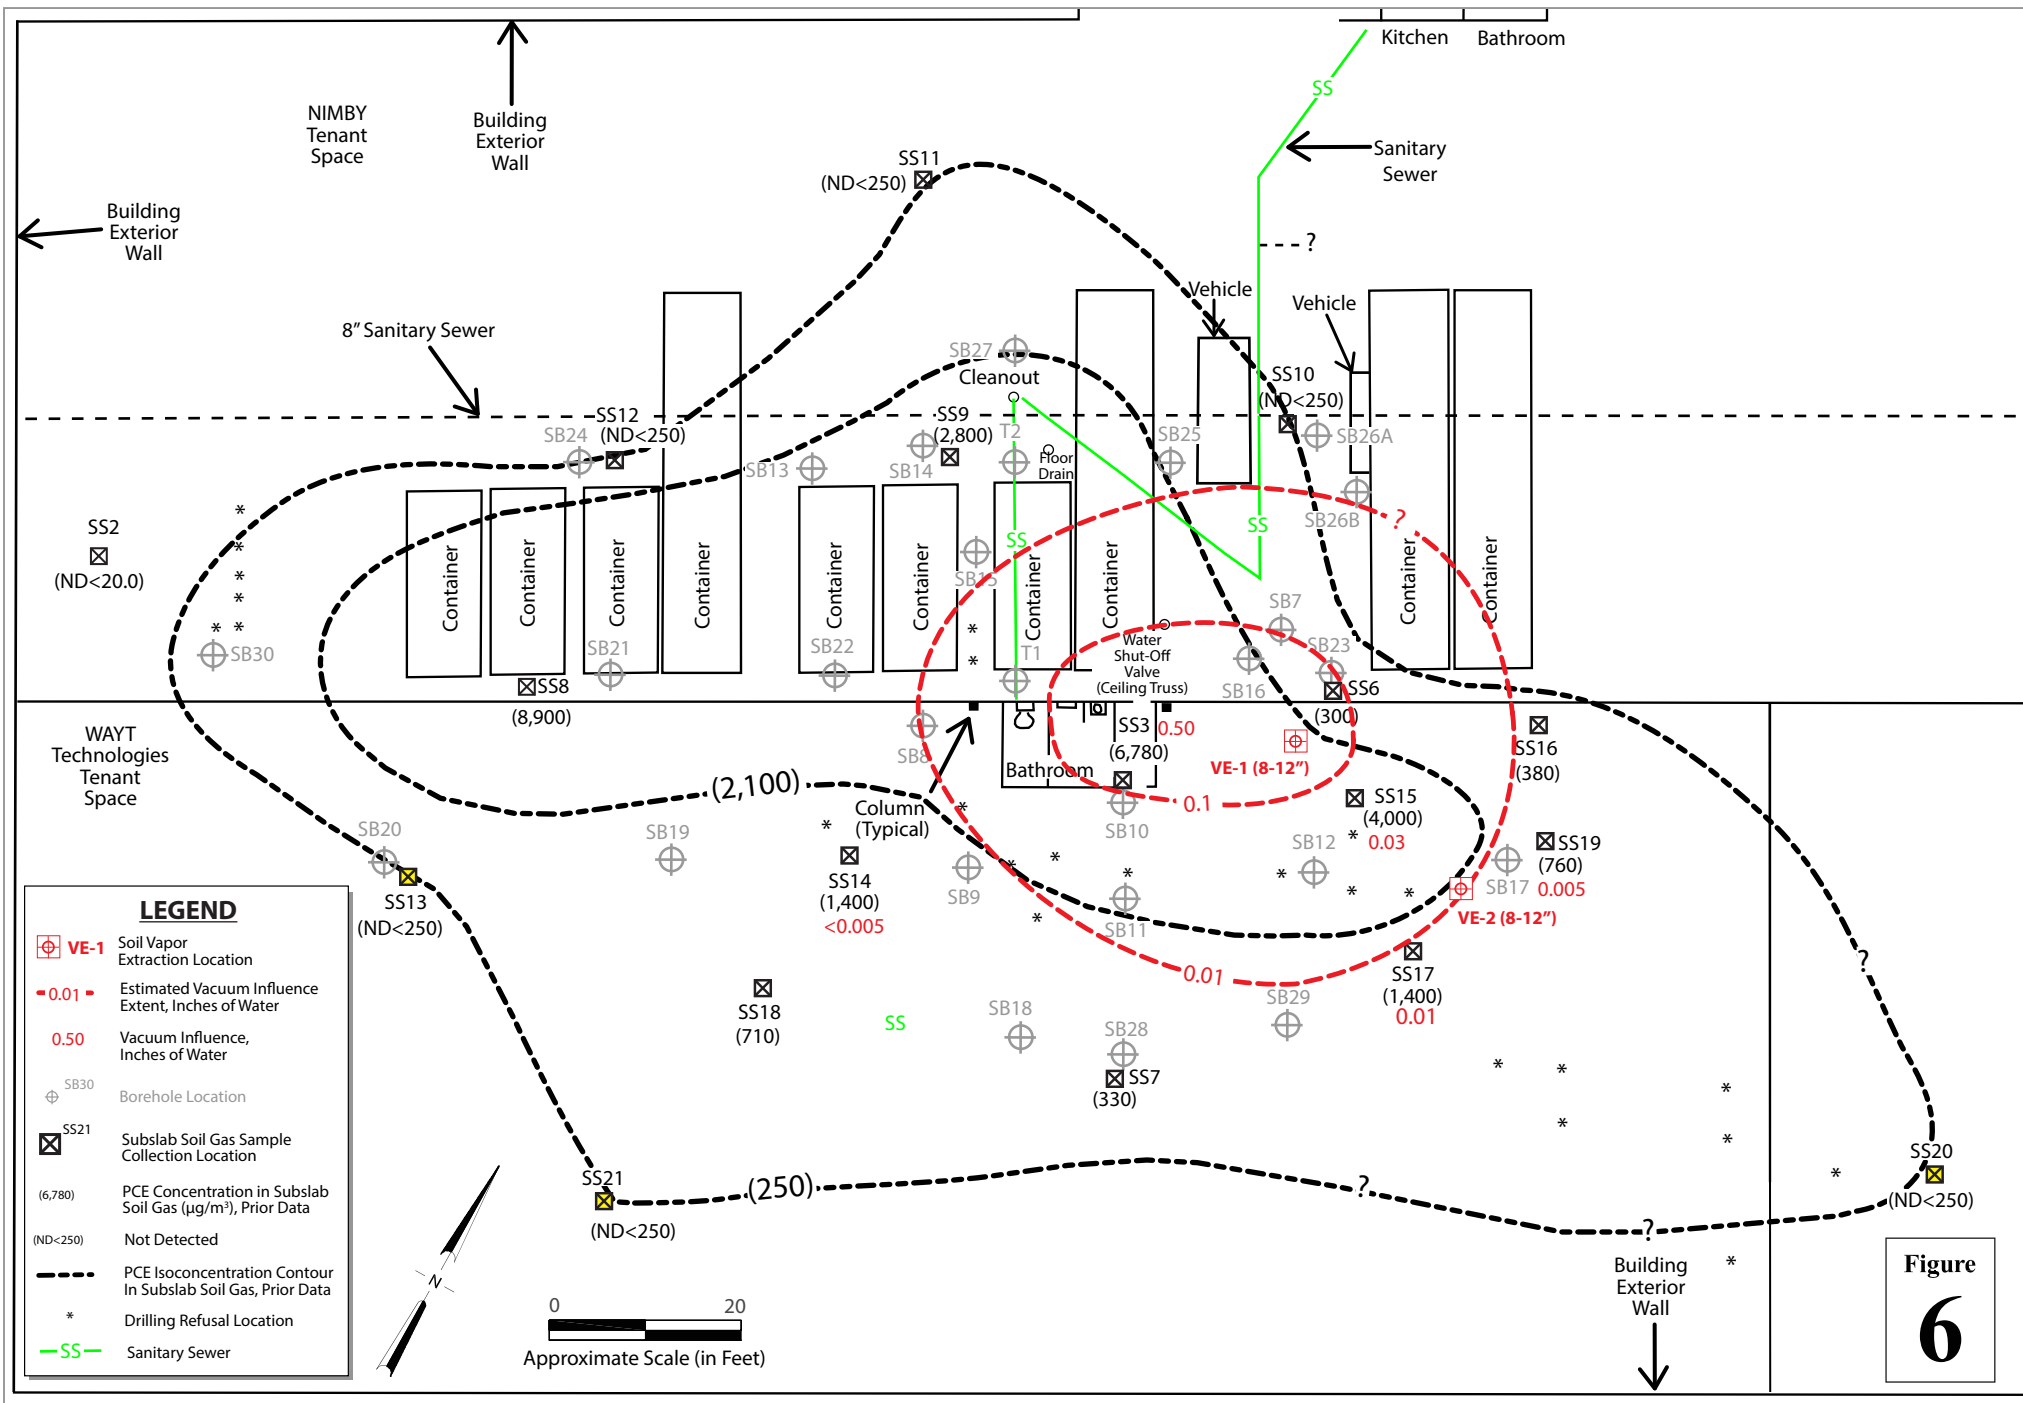 Kitchen
Bathroom
SS
NIMBY
Tenant
Space
Building
Exterior
Wall
Sanitary
Sewer
SS11
(ND<250)
Building
Exterior
Wall
?
Vehicle
Vehicle
8” Sanitary Sewer
SB27
Cleanout
SS10
(ND<250)
SS12
(ND<250)
SB24
SS9
(2,800)
T2
SB25
SB26A
SB13
SB14
Floor
Drain
SS2
(ND<20.0)
SS
SS
SB26B
?
Container
Container
Container
Container
Container
Container
Container
Container
Container
Container
SB15
SB7
SB30
SB21
SB22
T1
Water
Shut-Off
Valve
(Ceiling Truss)
SB23
SB16
SS8
(8,900)
SS6
(300)
WAYT
Technologies
Tenant
Space
SB8
SS3
(6,780)
0.50
Bathroom
VE-1 (8-12”)
SS16
(380)
(2,100)
Column
(Typical)
0.1
SS15
(4,000)
0.03
SB20
SB19
SB10
SB12
SS19
(760)
0.005
SB17
SS13
(ND<250)
SS14
(1,400)
<0.005
SB9
SB11
VE-2 (8-12”)
0.01
SS17
(1,400)
0.01
?
SS18
(710)
SS
SB18
SB28
SB29
SS7
(330)
SS21
(ND<250)
(250)
?
?
SS20
(ND<250)
LEGEND
VE-1
Soil Vapor
Extraction Location
0.01
Estimated Vacuum Influence
Extent, Inches of Water
0.50
Vacuum Influence,
Inches of Water
SB30
Borehole Location
SS21
Subslab Soil Gas Sample
Collection Location
(6,780)
PCE Concentration in Subslab
Soil Gas (µg/m³), Prior Data
(ND<250)
Not Detected
PCE Isoconcentration Contour
In Subslab Soil Gas, Prior Data
*
Drilling Refusal Location
SS
Sanitary Sewer
N
0 20
Approximate Scale (in Feet)
Building
Exterior
Wall
Figure
6